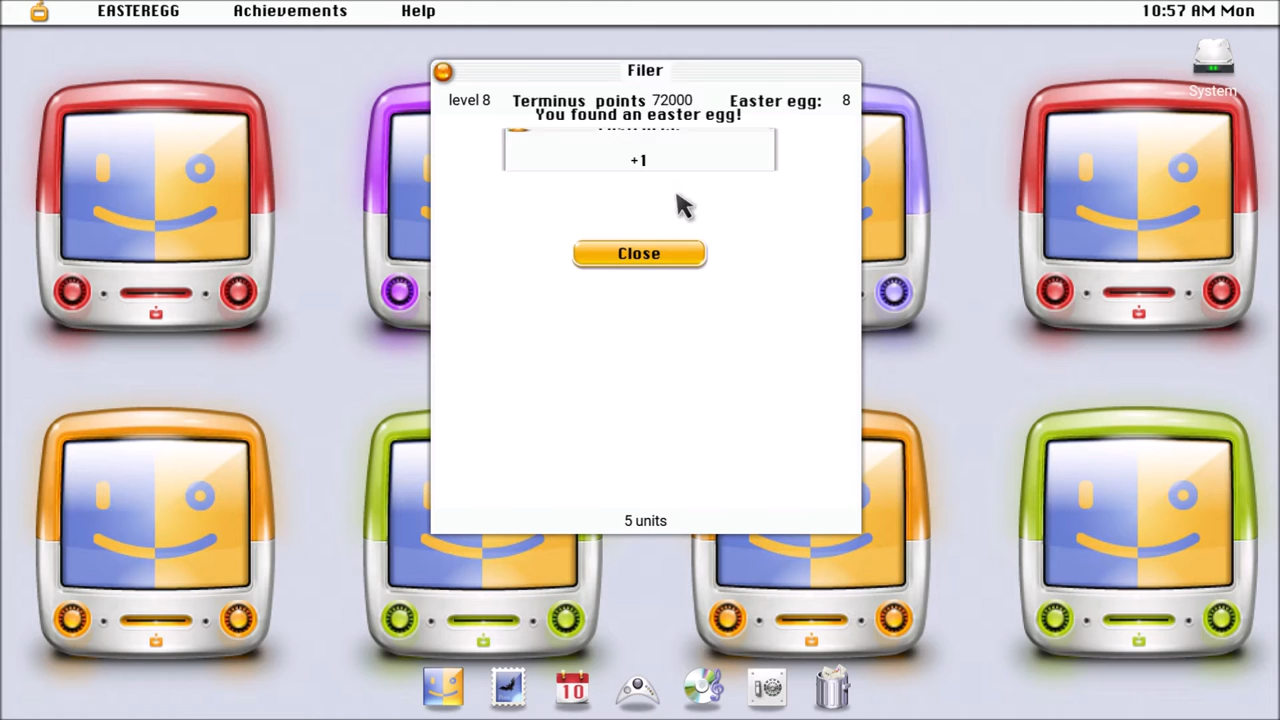 EASTEREGG Achievements Help 10:57 AM Mon
Filer
System
level 8 Terminus points 72000 Easter egg: 8
You found an easter egg!
+1
Close
5 units
10